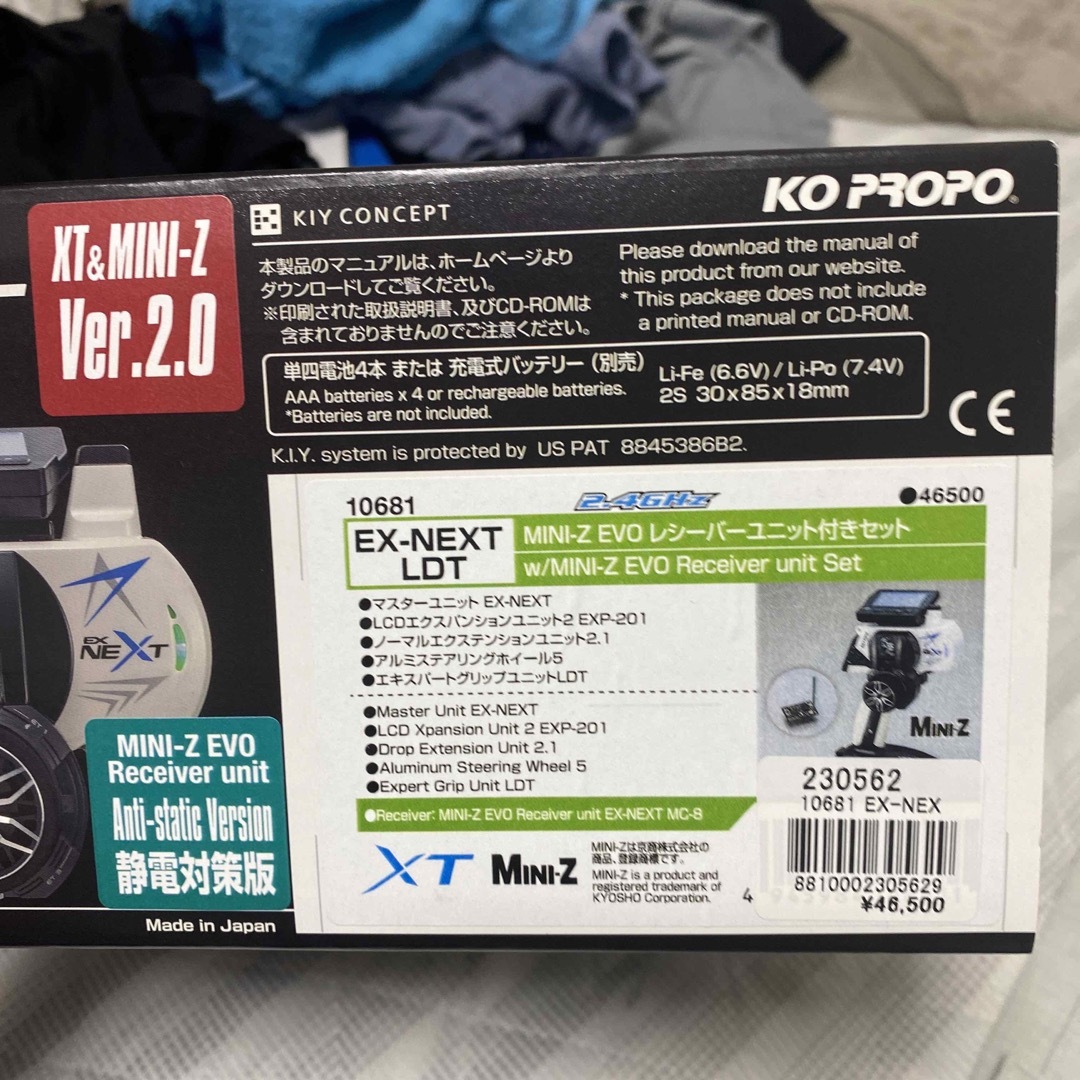 KO PROPO
KIY CONCEPT
XT&MINI-Z
Ver.2.0
本製品のマニュアルは、ホームページより
ダウンロードしてご覧ください。
※印刷された取扱説明書、及びCD-ROMは
含まれておりませんのでご注意ください。
Please download the manual of
this product from our website.
* This package does not include
a printed manual or CD-ROM.
単四電池4本 または 充電式バッテリー（別売）
AAA batteries x 4 or rechargeable batteries.
*Batteries are not included.
Li-Fe (6.6V) / Li-Po (7.4V)
2S 30x85x18mm
CE
K.I.Y. system is protected by US PAT 8845386B2.
10681
2.4GHz
●46500
EX-NEXT
LDT
MINI-Z EVO レシーバーユニット付きセット
w/MINI-Z EVO Receiver unit Set
●マスターユニット EX-NEXT
●LCDエクスパンションユニット2 EXP-201
●ノーマルエクステンションユニット2.1
●アルミステアリングホイール5
●エキスパートグリップユニットLDT
●Master Unit EX-NEXT
●LCD Xpansion Unit 2 EXP-201
●Drop Extension Unit 2.1
●Aluminum Steering Wheel 5
●Expert Grip Unit LDT
●Receiver: MINI-Z EVO Receiver unit EX-NEXT MC-8
MINI-Z
EX
NEXT
MINI-Z EVO
Receiver unit
Anti-static Version
静電対策版
XT
MINI-Z
MINI-Zは京商株式会社の
商品、登録商標です。
MINI-Z is a product and
registered trademark of
KYOSHO Corporation.
4
230562
10681 EX-NEX
8810002305629
¥46,500
Made in Japan